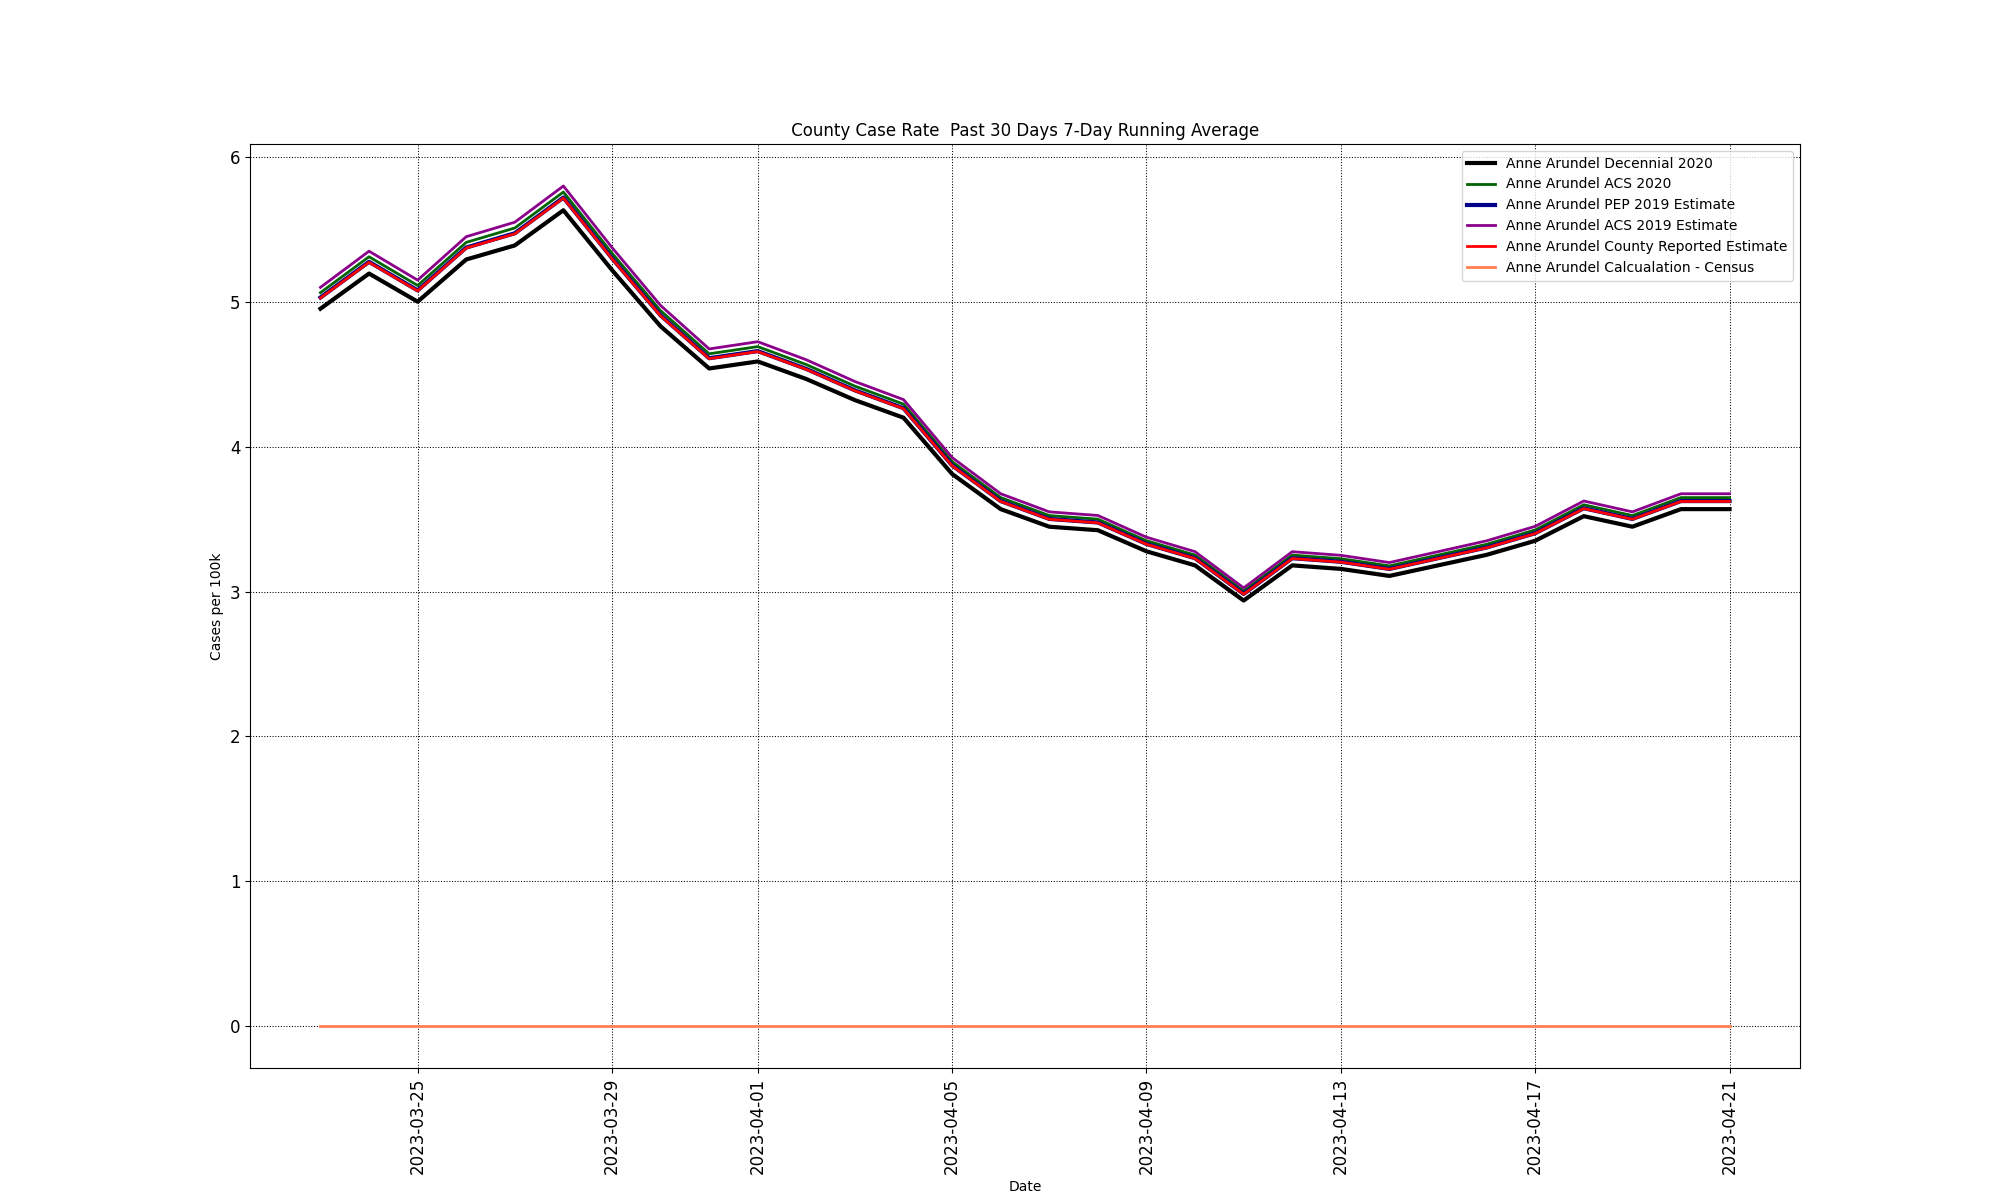 County Case Rate  Past 30 Days 7-Day Running Average
Anne Arundel Decennial 2020
Anne Arundel ACS 2020
Anne Arundel PEP 2019 Estimate
Anne Arundel ACS 2019 Estimate
Anne Arundel County Reported Estimate
Anne Arundel Calcualation - Census
6
5
4
3
2
1
0
Cases per 100k
2023-03-25
2023-03-29
2023-04-01
2023-04-05
2023-04-09
2023-04-13
2023-04-17
2023-04-21
Date